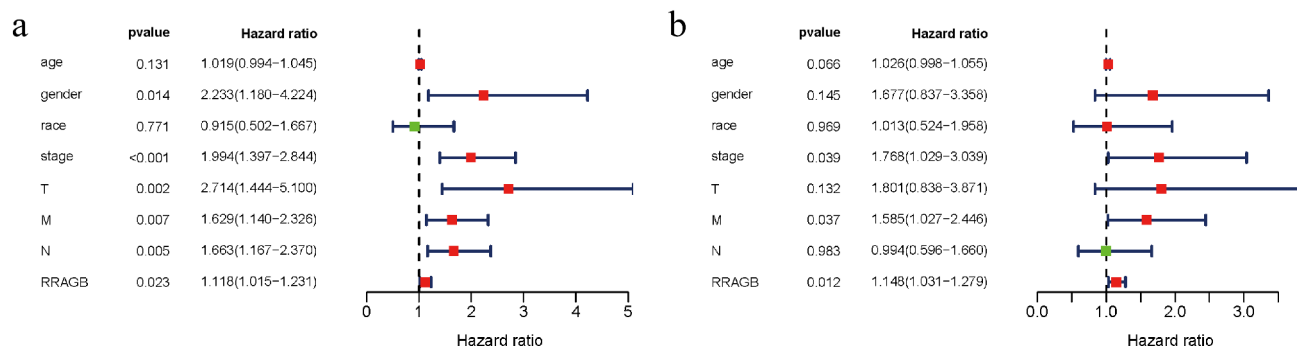 a
pvalue Hazard ratio
age 0.131 1.019(0.994−1.045)
gender 0.014 2.233(1.180−4.224)
race 0.771 0.915(0.502−1.667)
stage <0.001 1.994(1.397−2.844)
T 0.002 2.714(1.444−5.100)
M 0.007 1.629(1.140−2.326)
N 0.005 1.663(1.167−2.370)
RRAGB 0.023 1.118(1.015−1.231)
0 1 2 3 4 5
Hazard ratio
b
pvalue Hazard ratio
age 0.066 1.026(0.998−1.055)
gender 0.145 1.677(0.837−3.358)
race 0.969 1.013(0.524−1.958)
stage 0.039 1.768(1.029−3.039)
T 0.132 1.801(0.838−3.871)
M 0.037 1.585(1.027−2.446)
N 0.983 0.994(0.596−1.660)
RRAGB 0.012 1.148(1.031−1.279)
0.0 1.0 2.0 3.0
Hazard ratio